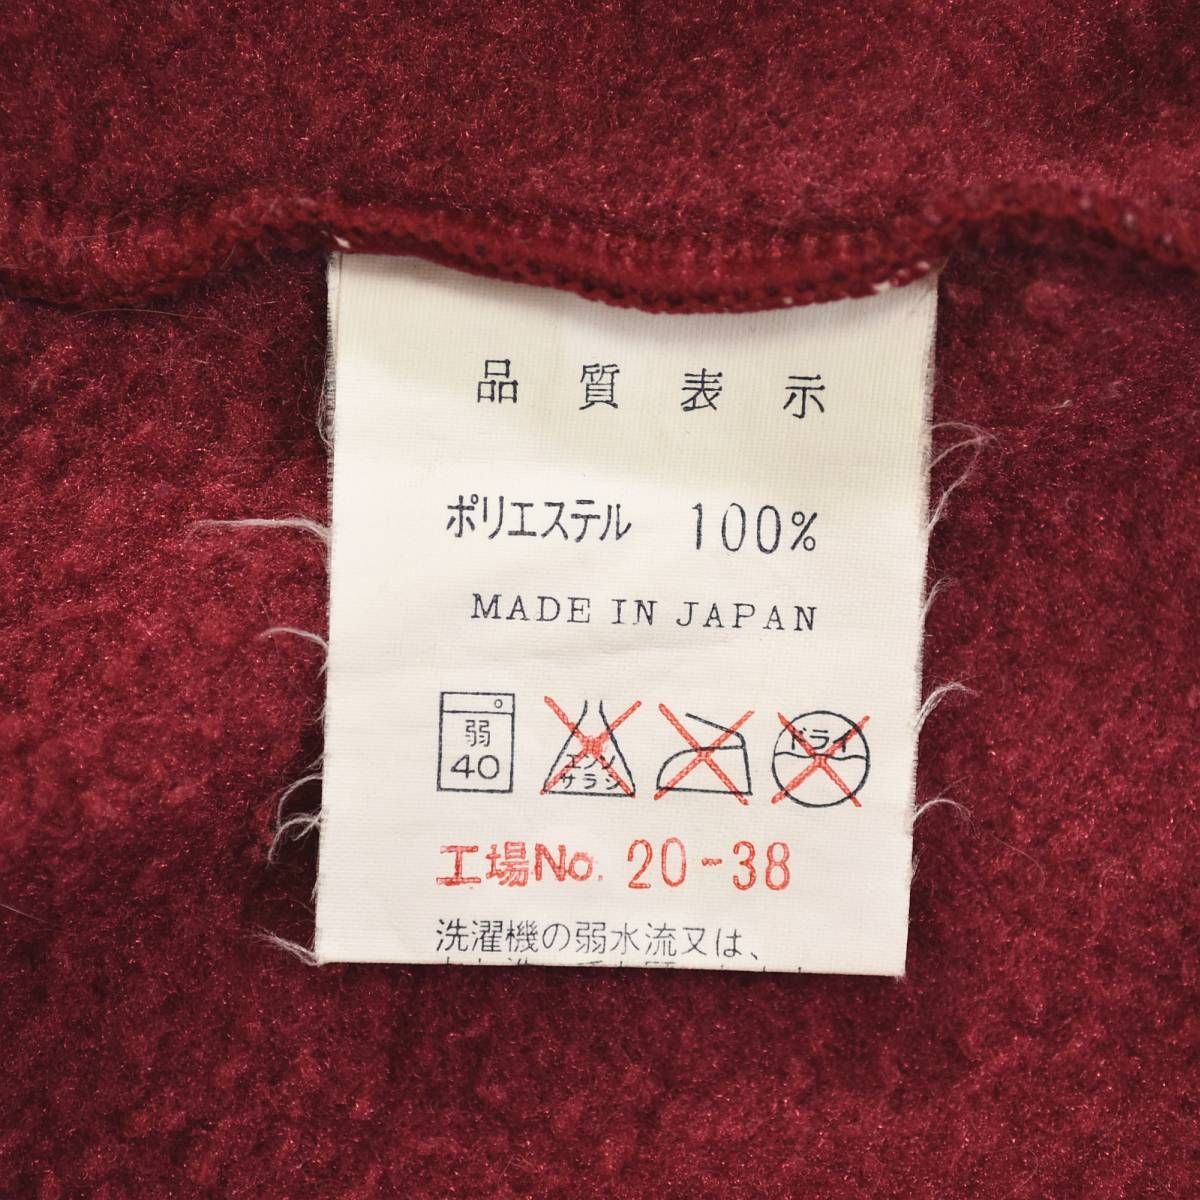 品質表示
ポリエステル 100%
MADE IN JAPAN
弱 40
エンソ サラシ
ドライ
工場No. 20-38
洗濯機の弱水流又は、